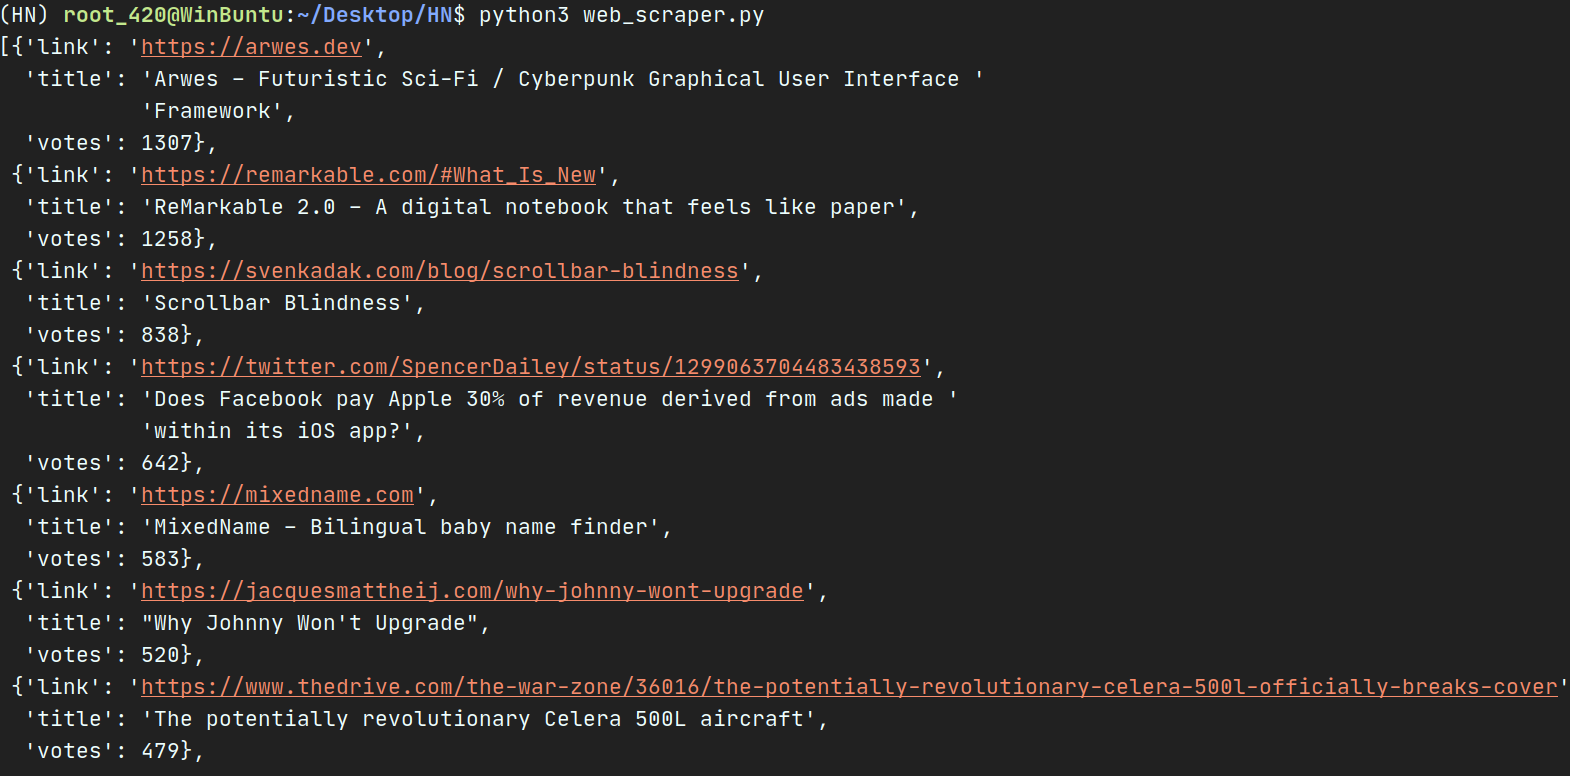 (HN) root_420@WinBuntu:~/Desktop/HN$ python3 web_scraper.py
[{'link': 'https://arwes.dev',
  'title': 'Arwes – Futuristic Sci-Fi / Cyberpunk Graphical User Interface '
           'Framework',
  'votes': 1307},
 {'link': 'https://remarkable.com/#What_Is_New',
  'title': 'ReMarkable 2.0 – A digital notebook that feels like paper',
  'votes': 1258},
 {'link': 'https://svenkadak.com/blog/scrollbar-blindness',
  'title': 'Scrollbar Blindness',
  'votes': 838},
 {'link': 'https://twitter.com/SpencerDailey/status/1299063704483438593',
  'title': 'Does Facebook pay Apple 30% of revenue derived from ads made '
           'within its iOS app?',
  'votes': 642},
 {'link': 'https://mixedname.com',
  'title': 'MixedName – Bilingual baby name finder',
  'votes': 583},
 {'link': 'https://jacquesmattheij.com/why-johnny-wont-upgrade',
  'title': "Why Johnny Won't Upgrade",
  'votes': 520},
 {'link': 'https://www.thedrive.com/the-war-zone/36016/the-potentially-revolutionary-celera-500l-officially-breaks-cover'
  'title': 'The potentially revolutionary Celera 500L aircraft',
  'votes': 479},